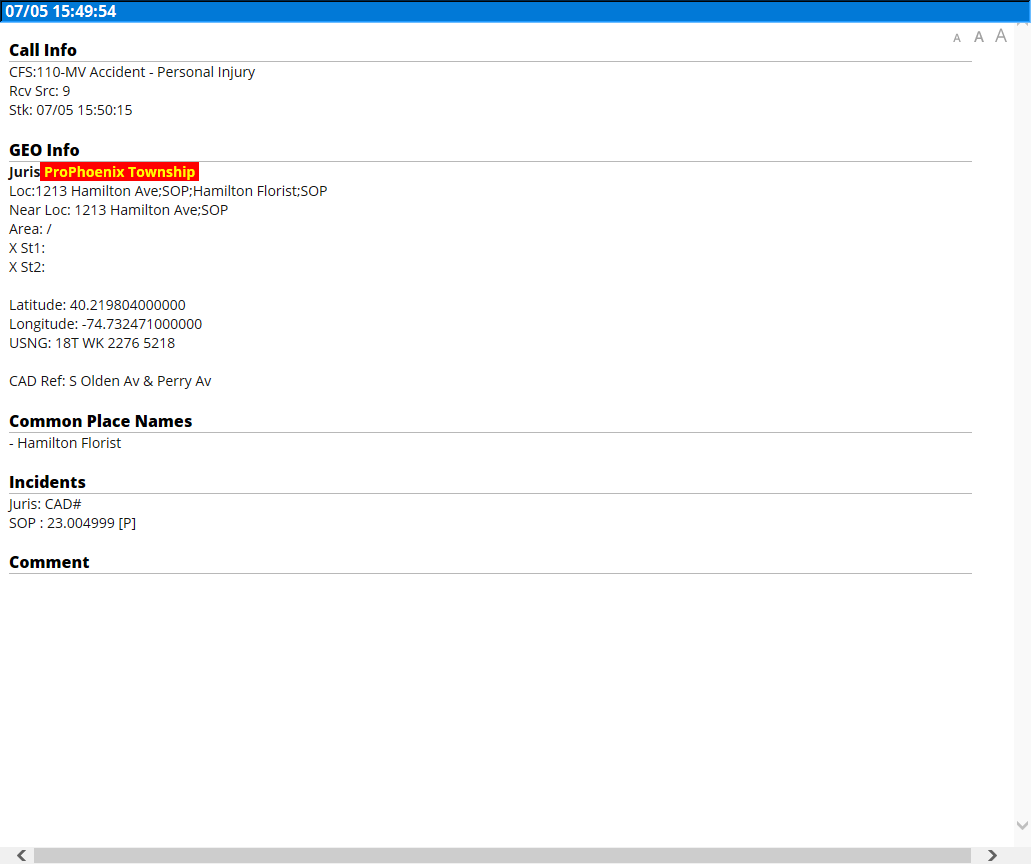 07/05 15:49:54
A A A
Call Info
CFS:110-MV Accident - Personal Injury
Rcv Src: 9
Stk: 07/05 15:50:15
GEO Info
Juris ProPhoenix Township
Loc:1213 Hamilton Ave;SOP;Hamilton Florist;SOP
Near Loc: 1213 Hamilton Ave;SOP
Area: /
X St1:
X St2:
Latitude: 40.219804000000
Longitude: -74.732471000000
USNG: 18T WK 2276 5218
CAD Ref: S Olden Av & Perry Av
Common Place Names
- Hamilton Florist
Incidents
Juris: CAD#
SOP : 23.004999 [P]
Comment